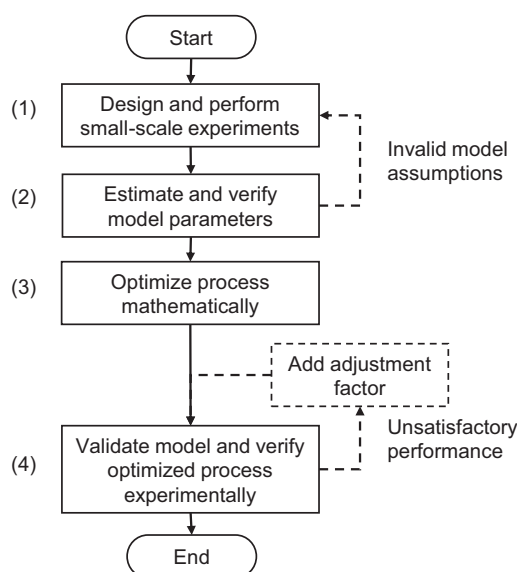 Start
(1)
Design and perform
small-scale experiments
Invalid model
assumptions
(2)
Estimate and verify
model parameters
(3)
Optimize process
mathematically
Add adjustment
factor
Unsatisfactory
performance
(4)
Validate model and verify
optimized process
experimentally
End